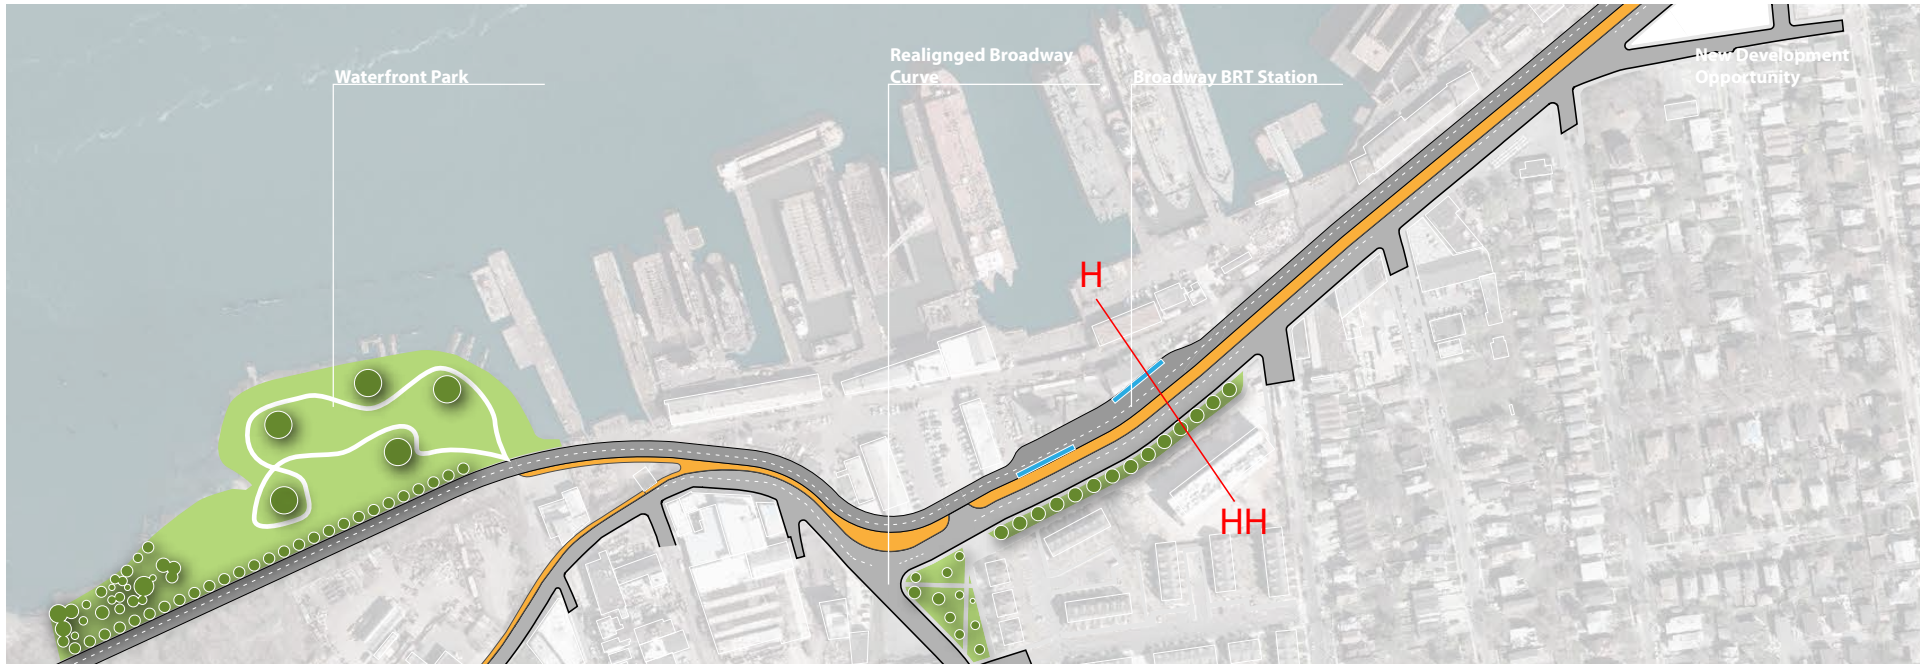 Waterfront Park
Realignged Broadway
Curve
Broadway BRT Station
New Development
Opportunity
H
HH